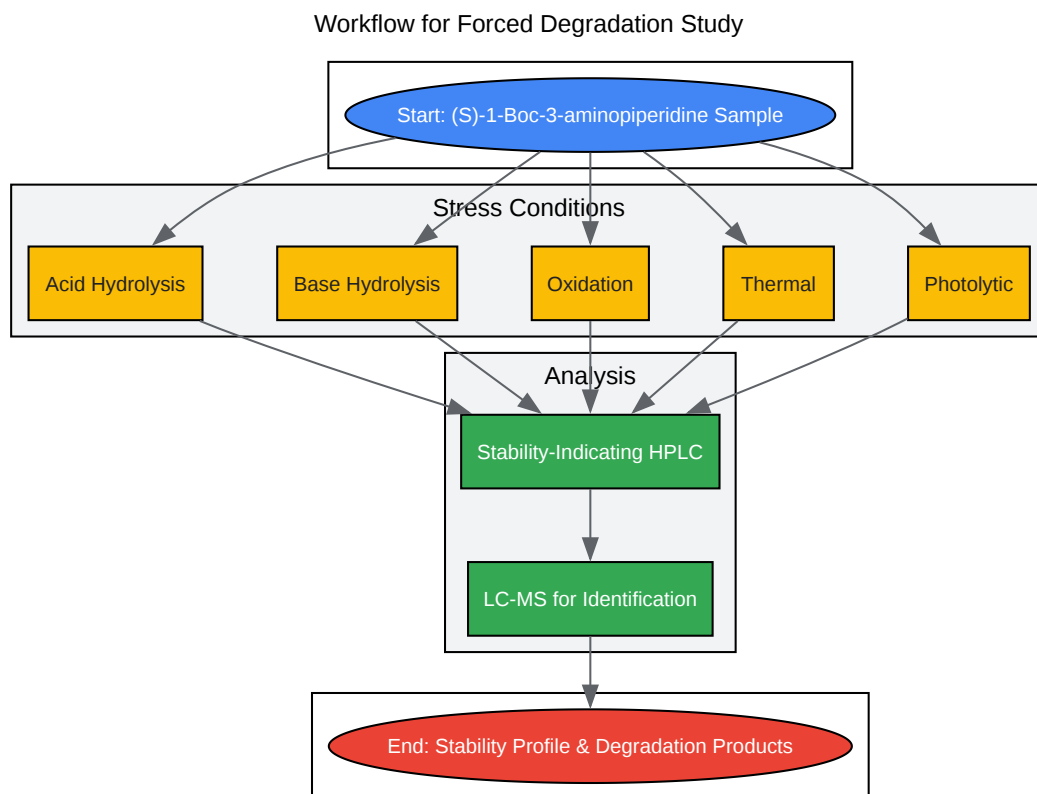 Workflow for Forced Degradation Study
Start: (S)-1-Boc-3-aminopiperidine Sample
Stress Conditions
Acid Hydrolysis
Base Hydrolysis
Oxidation
Thermal
Photolytic
Analysis
Stability-Indicating HPLC
LC-MS for Identification
End: Stability Profile & Degradation Products